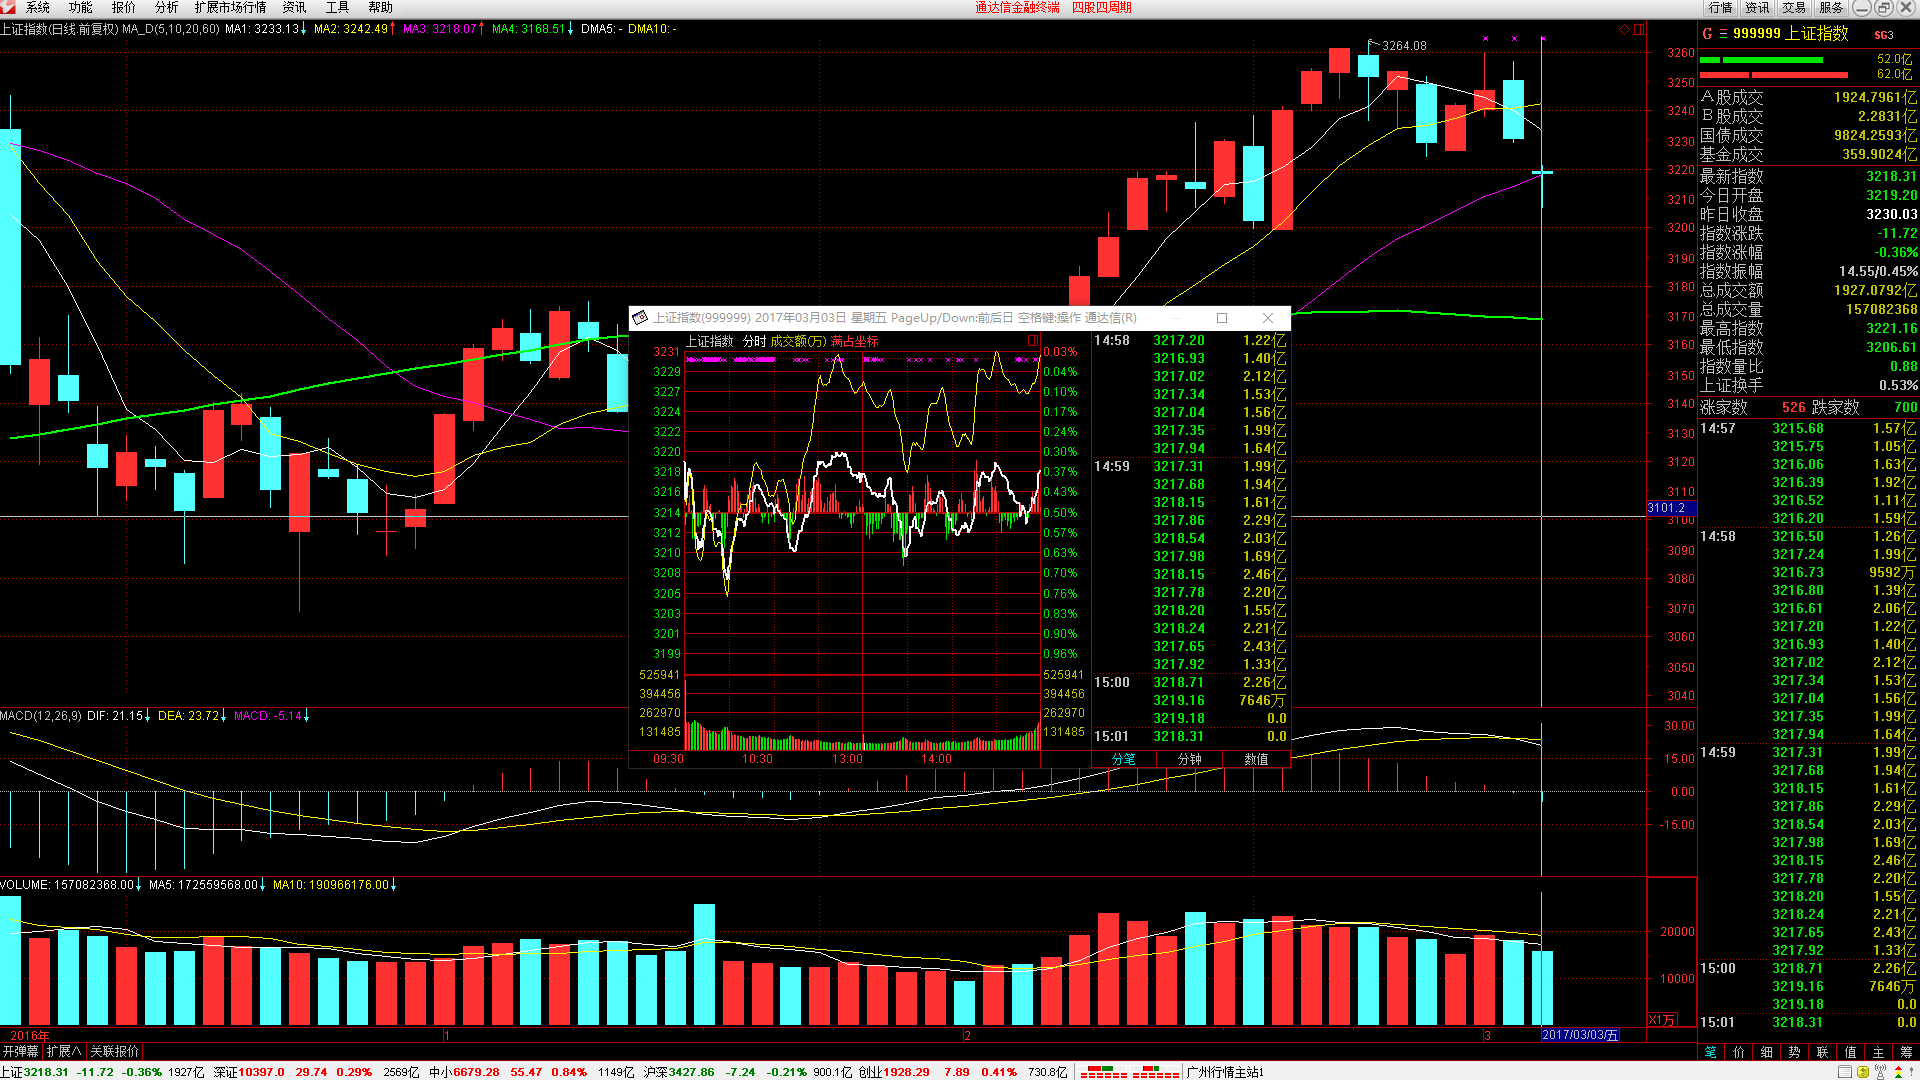 系统 功能 报价 分析 扩展市场行情 资讯 工具 帮助 通达信金融终端 四股四周期 行情 资讯 交易 服务
上证指数(日线.前复权) MA_D(5,10,20,60) MA1: 3233.13↓ MA2: 3242.49↑ MA3: 3218.07↑ MA4: 3168.51↓ DMA5: - DMA10: -
3264.08
3260
3250
3240
3230
3220
3210
3200
3190
3180
3170
3160
3150
3140
3130
3120
3110
3101.2
3100
3090
3080
3070
3060
3050
3040
上证指数(999999) 2017年03月03日 星期五 PageUp/Down:前后日 空格键:操作 通达信(R)
上证指数 分时 成交额(万) 满占坐标
3231 0.03%
3229 0.04%
3227 0.10%
3224 0.17%
3222 0.24%
3220 0.30%
3218 0.37%
3216 0.43%
3214 0.50%
3212 0.57%
3210 0.63%
3208 0.70%
3205 0.76%
3203 0.83%
3201 0.90%
3199 0.96%
525941 525941
394456 394456
262970 262970
131485 131485
09:30 10:30 13:00 14:00
14:58 3217.20 1.22亿
3216.93 1.40亿
3217.02 2.12亿
3217.34 1.53亿
3217.04 1.56亿
3217.35 1.99亿
3217.94 1.64亿
14:59 3217.31 1.99亿
3217.68 1.94亿
3218.15 1.61亿
3217.86 2.29亿
3218.54 2.03亿
3217.98 1.69亿
3218.15 2.46亿
3217.78 2.20亿
3218.20 1.55亿
3218.24 2.21亿
3217.65 2.43亿
3217.92 1.33亿
15:00 3218.71 2.26亿
3219.16 7646万
3219.18 0.0
15:01 3218.31 0.0
分笔 分钟 数值
MACD(12,26,9) DIF: 21.15↓ DEA: 23.72↓ MACD: -5.14↓
30.00
15.00
0.00
-15.00
VOLUME: 157082368.00↓ MA5: 172559568.00↓ MA10: 190966176.00↓
20000
10000
X1万
2016年 1 2 3 2017/03/03/五
开弹幕 扩展∧ 关联报价
G 999999 上证指数 SG3
52.0亿
62.0亿
A股成交 1924.7961亿
B股成交 2.2831亿
国债成交 9824.2593亿
基金成交 359.9024亿
最新指数 3218.31
今日开盘 3219.20
昨日收盘 3230.03
指数涨跌 -11.72
指数涨幅 -0.36%
指数振幅 14.55/0.45%
总成交额 1927.0792亿
总成交量 157082368
最高指数 3221.16
最低指数 3206.61
指数量比 0.88
上证换手 0.53%
涨家数 526 跌家数 700
14:57 3215.68 1.57亿
3215.75 1.05亿
3216.06 1.63亿
3216.39 1.92亿
3216.52 1.11亿
3216.20 1.59亿
14:58 3216.50 1.26亿
3217.24 1.99亿
3216.73 9592万
3216.80 1.39亿
3216.61 2.06亿
3217.20 1.22亿
3216.93 1.40亿
3217.02 2.12亿
3217.34 1.53亿
3217.04 1.56亿
3217.35 1.99亿
3217.94 1.64亿
14:59 3217.31 1.99亿
3217.68 1.94亿
3218.15 1.61亿
3217.86 2.29亿
3218.54 2.03亿
3217.98 1.69亿
3218.15 2.46亿
3217.78 2.20亿
3218.20 1.55亿
3218.24 2.21亿
3217.65 2.43亿
3217.92 1.33亿
15:00 3218.71 2.26亿
3219.16 7646万
3219.18 0.0
15:01 3218.31 0.0
笔 价 细 势 联 值 主 筹
上证3218.31 -11.72 -0.36% 1927亿 深证10397.0 29.74 0.29% 2569亿 中小6679.28 55.47 0.84% 1149亿 沪深3427.86 -7.24 -0.21% 900.1亿 创业1928.29 7.89 0.41% 730.8亿 广州行情主站1